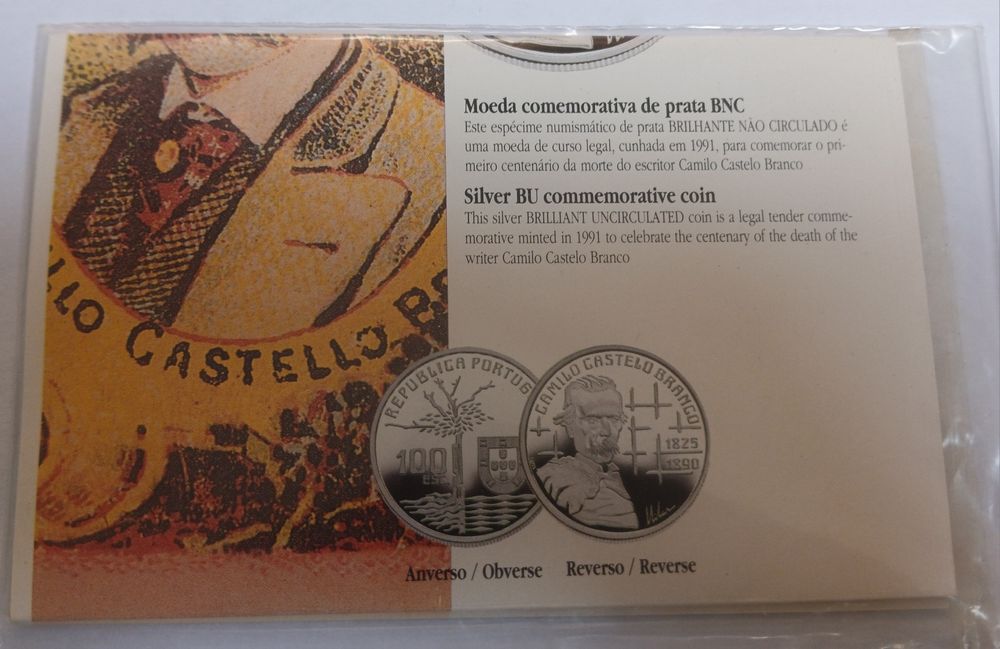 Moeda comemorativa de prata BNC
Este espécime numismático de prata BRILHANTE NÃO CIRCULADO é
uma moeda de curso legal, cunhada em 1991, para comemorar o pri-
meiro centenário da morte do escritor Camilo Castelo Branco
Silver BU commemorative coin
This silver BRILLIANT UNCIRCULATED coin is a legal tender comme-
morative minted in 1991 to celebrate the centenary of the death of the
writer Camilo Castelo Branco
LLO CASTELLO
REPUBLICA PORTUG
100
ESC
CAMILO CASTELO BRANCO
1825
1890
Anverso / Obverse
Reverso / Reverse